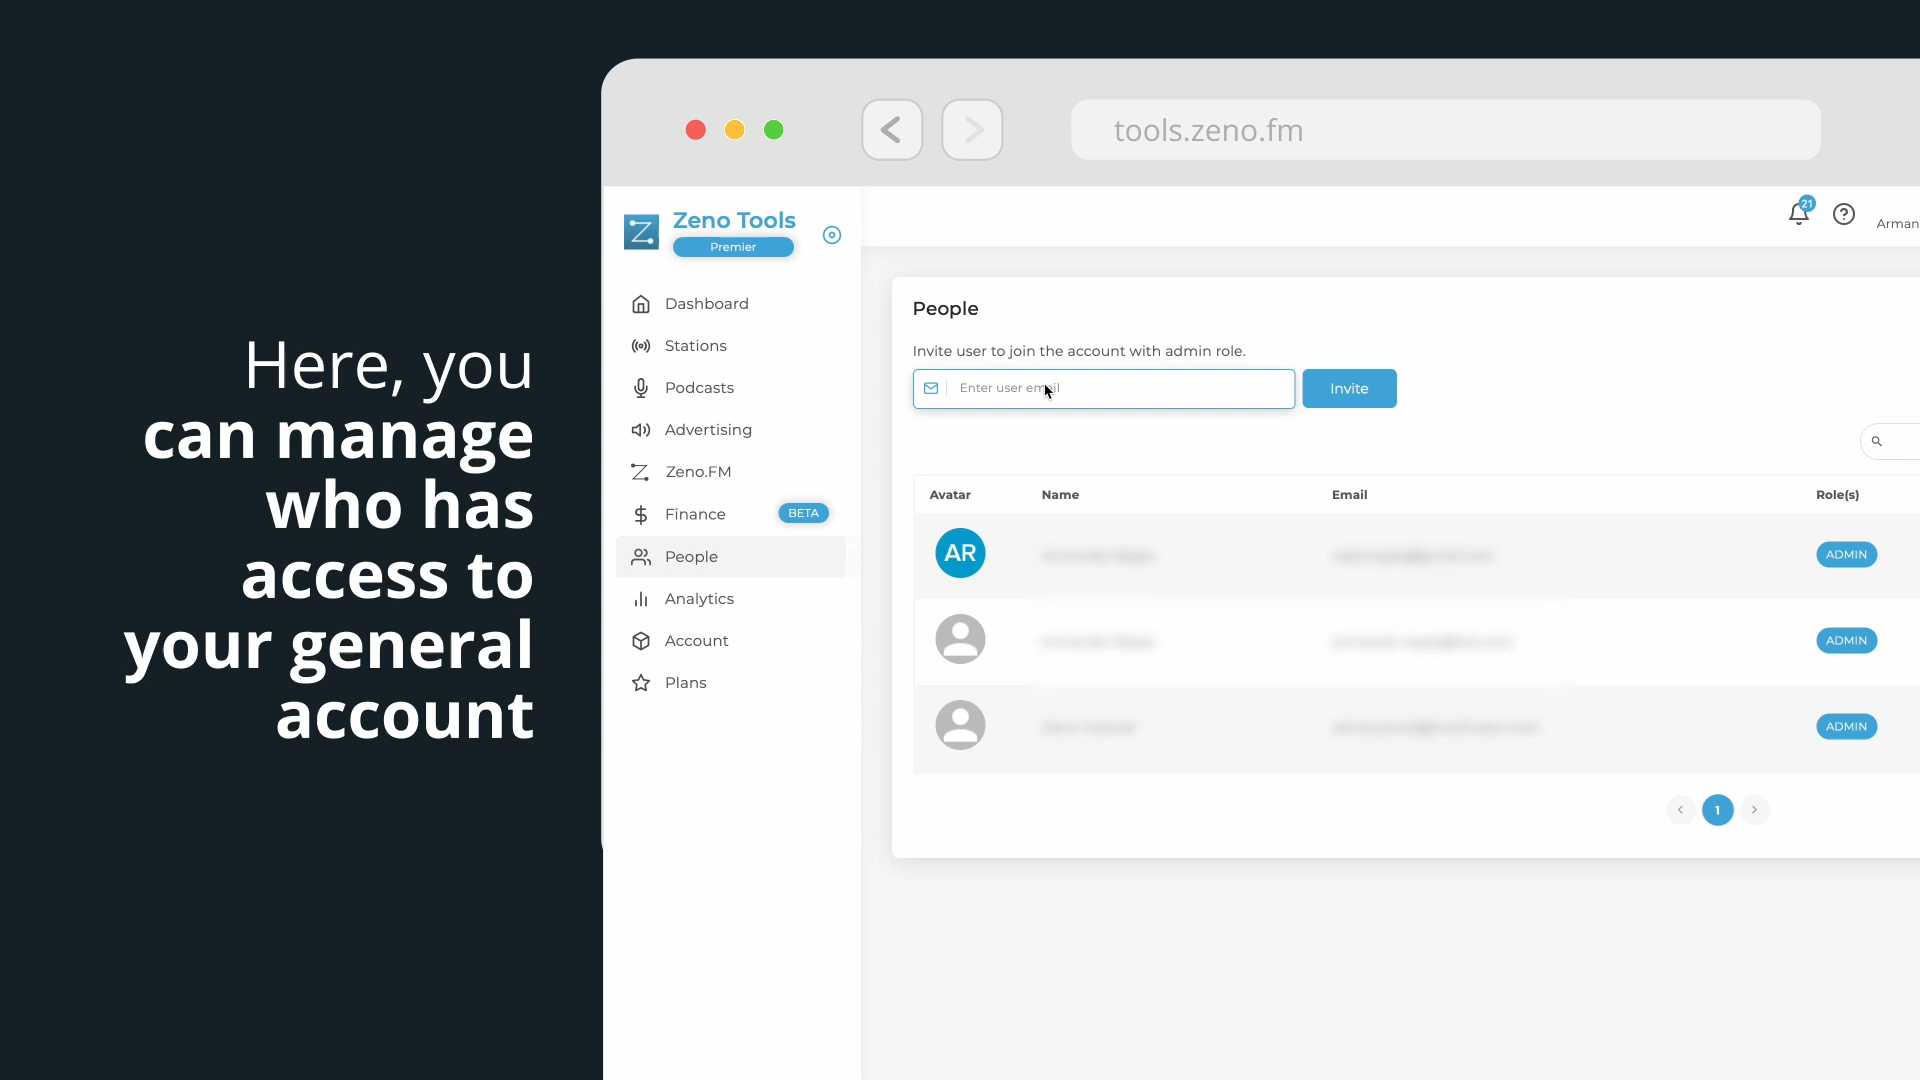 Here, you
can manage
who has
access to
your general
account
tools.zeno.fm
Zeno Tools
Premier
21
Arman
Dashboard
Stations
Podcasts
Advertising
Zeno.FM
Finance BETA
People
Analytics
Account
Plans
People
Invite user to join the account with admin role.
Enter user email Invite
Avatar Name Email Role(s)
AR ADMIN
ADMIN
ADMIN
1